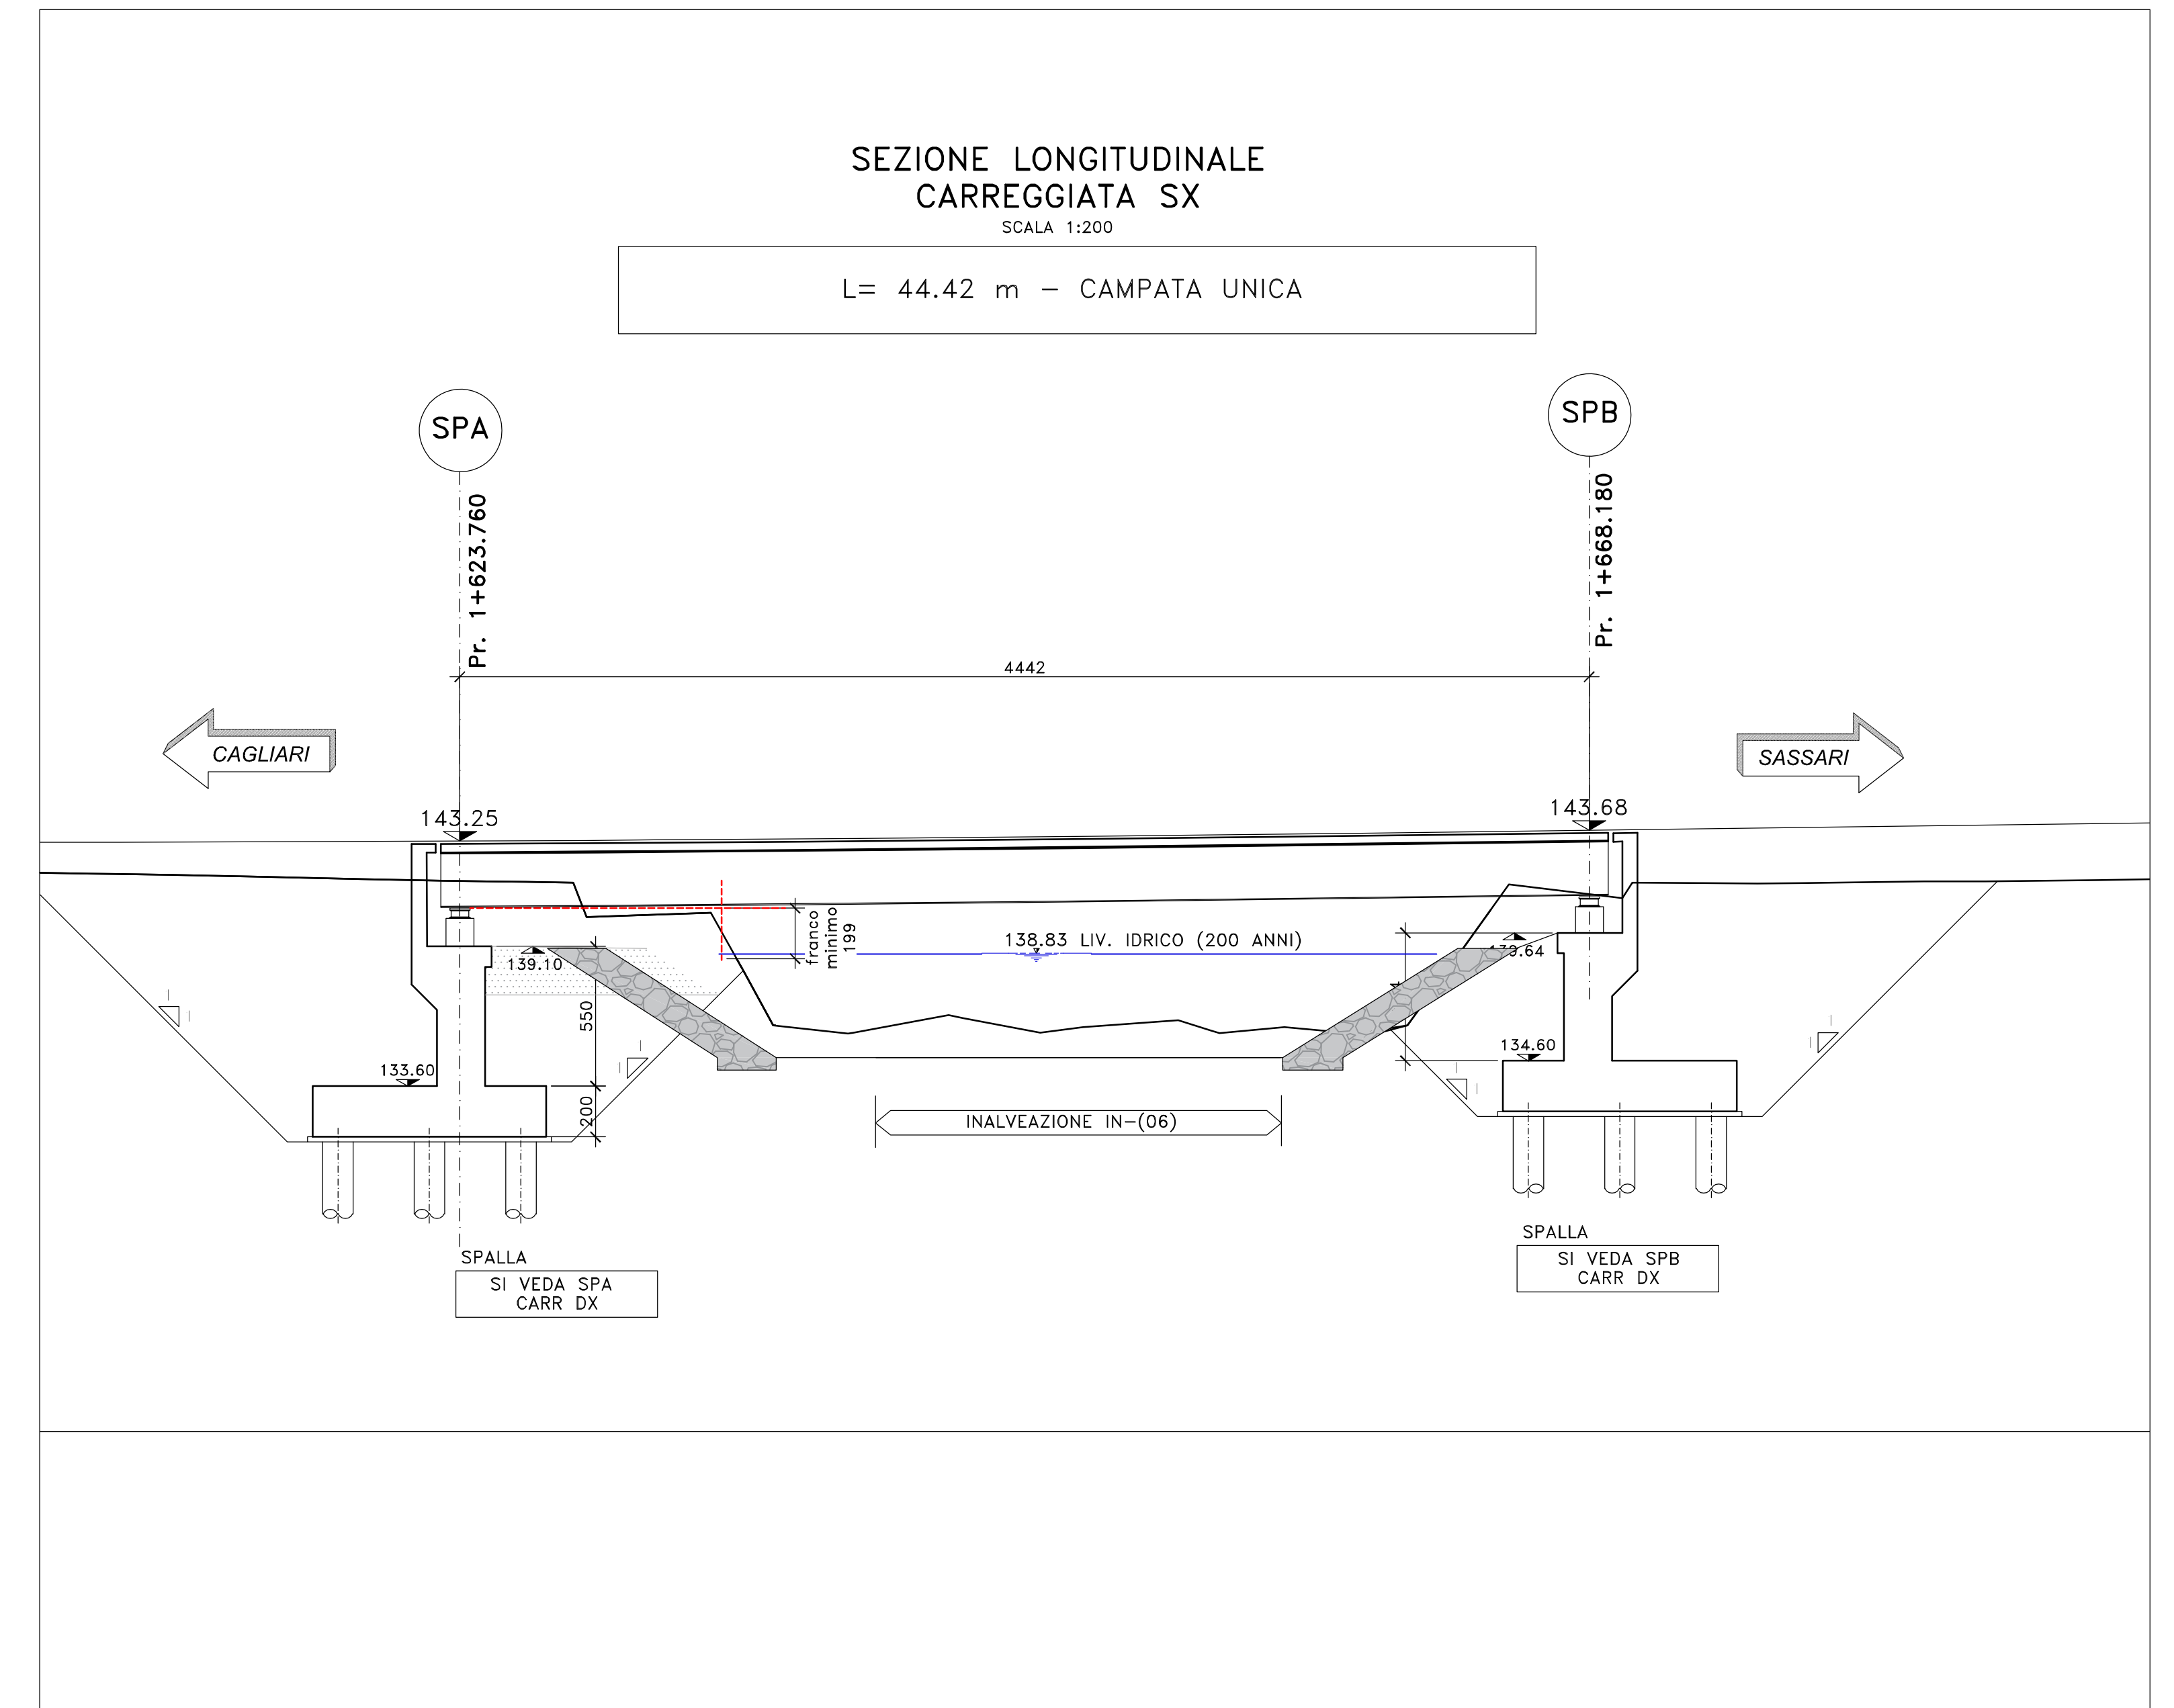 SEZIONE LONGITUDINALE
CARREGGIATA SX
SCALA 1:200
L= 44.42 m - CAMPATA UNICA
SPA
SPB
Pr. 1+623.760
Pr. 1+668.180
4442
CAGLIARI
SASSARI
143.25
143.68
franco
minimo
199
138.83 LIV. IDRICO (200 ANNI)
139.10
550
133.60
134.60
200
INALVEAZIONE IN-(06)
SPALLA
SI VEDA SPA
CARR DX
SPALLA
SI VEDA SPB
CARR DX